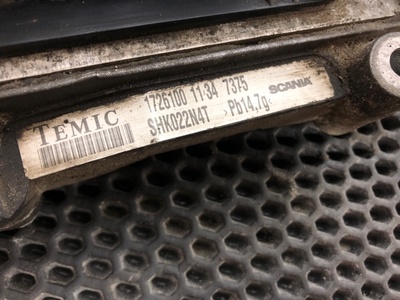 TEMIC
1726100 11-34 7375 SCANIA
SHK022N4T >Pb14,7g<